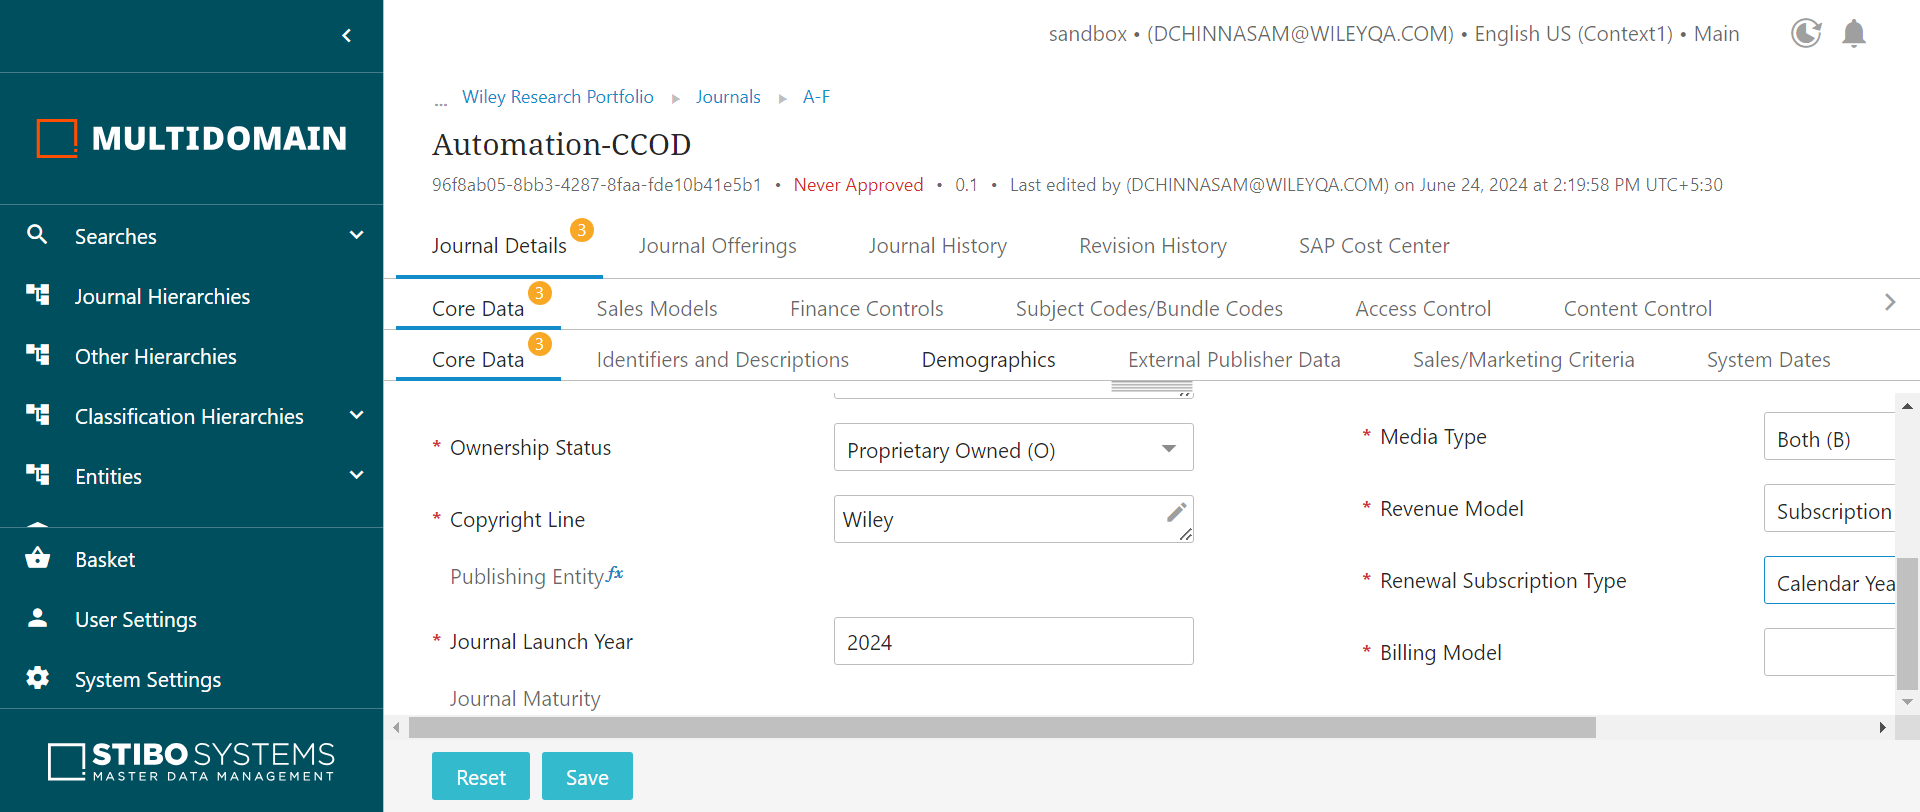 sandbox • (DCHINNASAM@WILEYQA.COM) • English US (Context1) • Main
MULTIDOMAIN
Searches
Journal Hierarchies
Other Hierarchies
Classification Hierarchies
Entities
Basket
User Settings
System Settings
STIBO SYSTEMS
MASTER DATA MANAGEMENT
... Wiley Research Portfolio Journals A-F
Automation-CCOD
96f8ab05-8bb3-4287-8faa-fde10b41e5b1 • Never Approved • 0.1 • Last edited by (DCHINNASAM@WILEYQA.COM) on June 24, 2024 at 2:19:58 PM UTC+5:30
Journal Details 3 Journal Offerings Journal History Revision History SAP Cost Center
Core Data 3 Sales Models Finance Controls Subject Codes/Bundle Codes Access Control Content Control
Core Data 3 Identifiers and Descriptions Demographics External Publisher Data Sales/Marketing Criteria System Dates
* Ownership Status Proprietary Owned (O)
* Copyright Line Wiley
Publishing Entity fx
* Journal Launch Year 2024
Journal Maturity
* Media Type Both (B)
* Revenue Model Subscription
* Renewal Subscription Type Calendar Yea
* Billing Model
Reset Save